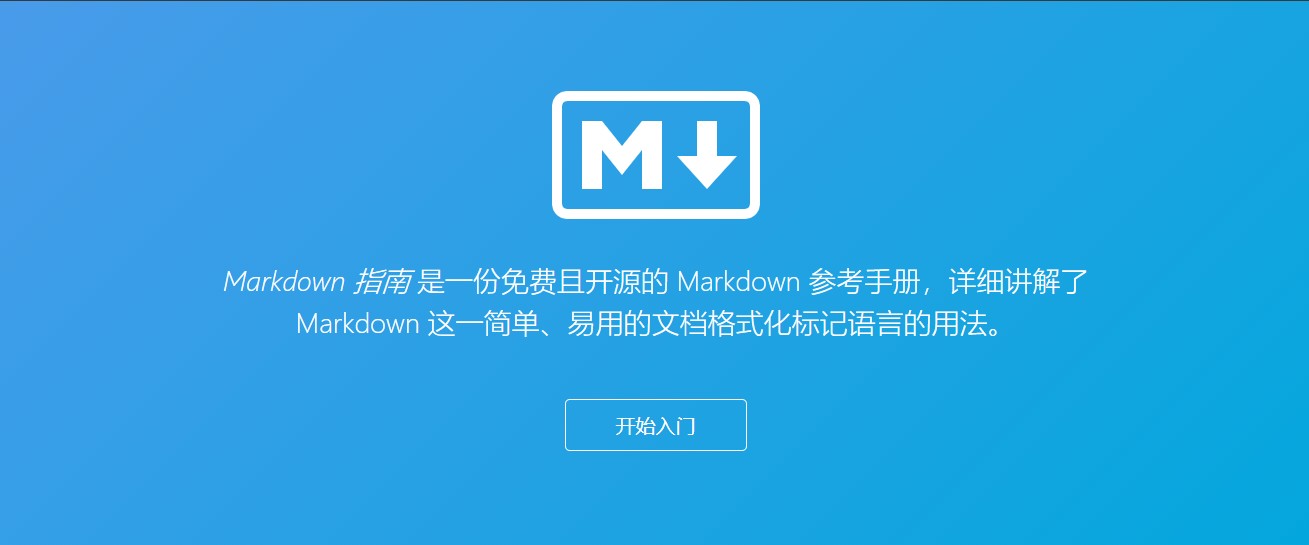 M
Markdown 指南 是一份免费且开源的 Markdown 参考手册，详细讲解了
Markdown 这一简单、易用的文档格式化标记语言的用法。
开始入门